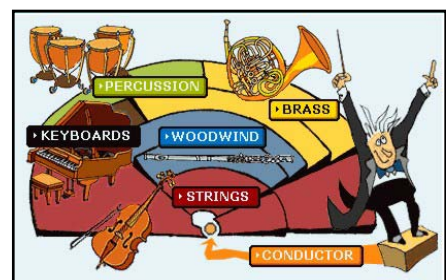 PERCUSSION
BRASS
KEYBOARDS
WOODWIND
STRINGS
CONDUCTOR